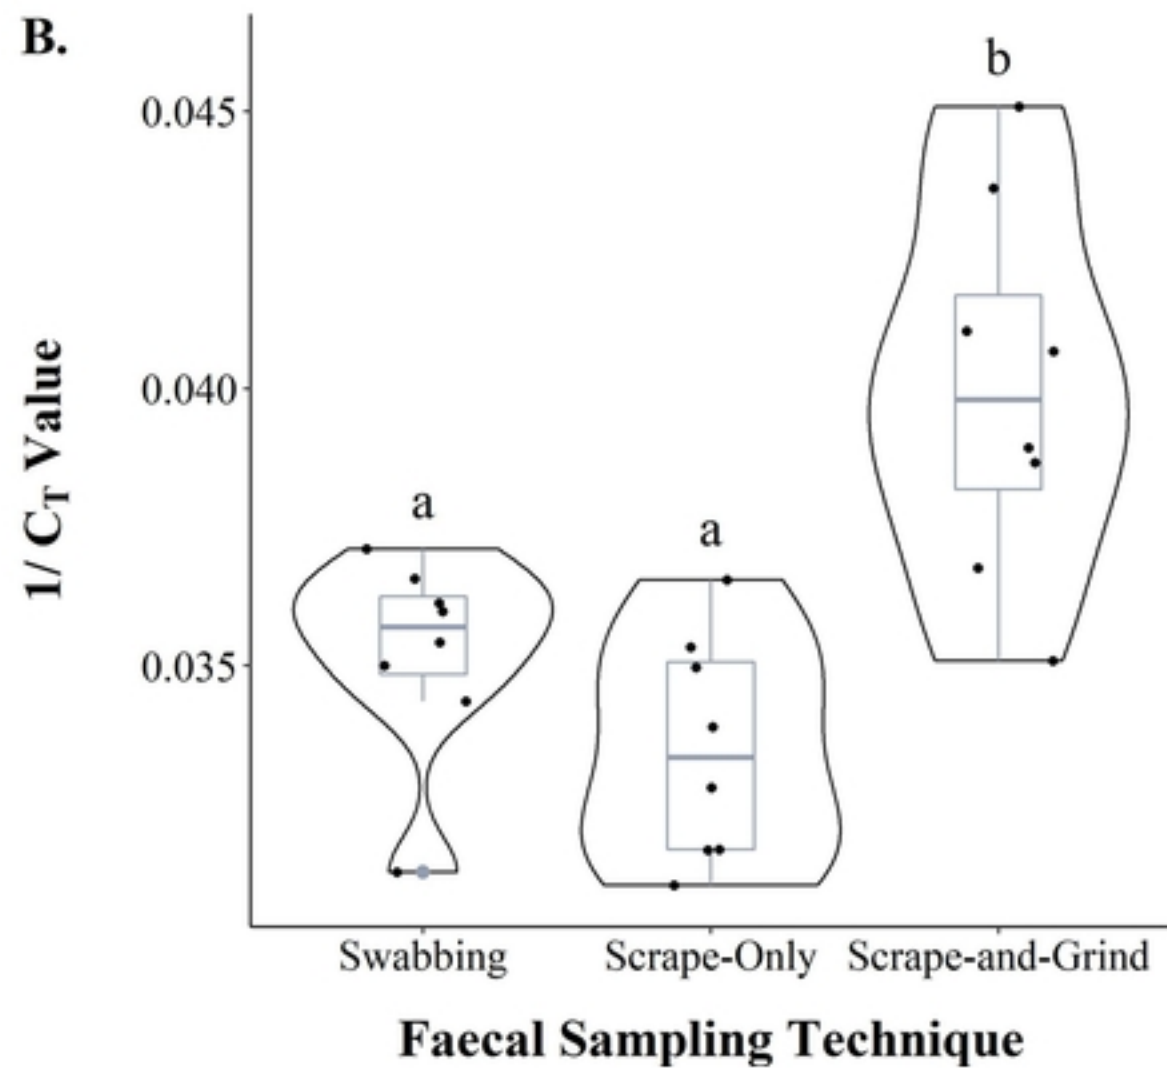 B.
b
0.045
0.040
a
a
0.035
1/ CT Value
Swabbing Scrape-Only Scrape-and-Grind
Faecal Sampling Technique